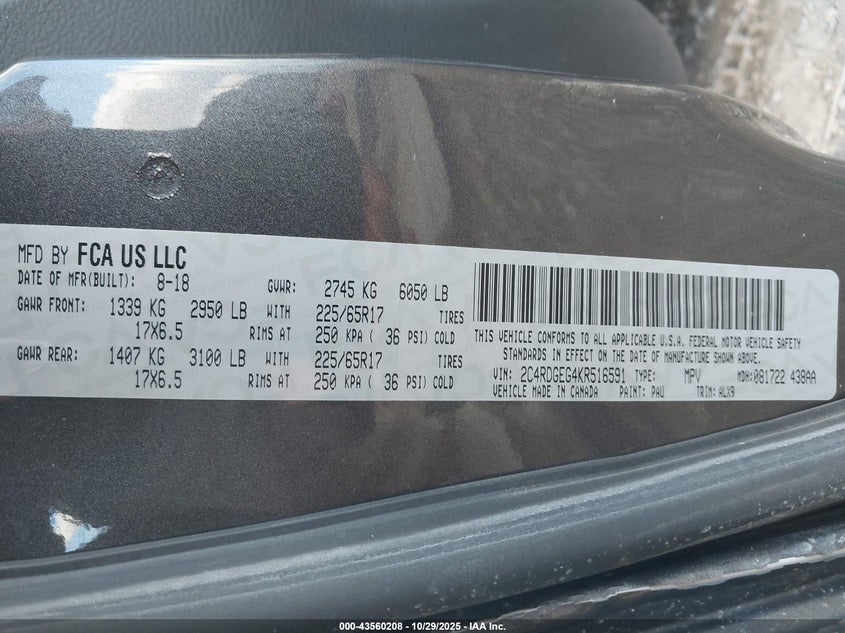 MFD BY FCA US LLC
DATE OF MFR(BUILT): 8-18 GVWR: 2745 KG 6050 LB
GAWR FRONT: 1339 KG 2950 LB WITH 225/65R17 TIRES
17X6.5 RIMS AT 250 KPA ( 36 PSI) COLD
GAWR REAR: 1407 KG 3100 LB WITH 225/65R17 TIRES
17X6.5 RIMS AT 250 KPA ( 36 PSI) COLD
THIS VEHICLE CONFORMS TO ALL APPLICABLE U.S.A. FEDERAL MOTOR VEHICLE SAFETY
STANDARDS IN EFFECT ON THE DATE OF MANUFACTURE SHOWN ABOVE.
VIN: 2C4RDGEG4KR516591 TYPE: MPV MDH: 081722 438AA
VEHICLE MADE IN CANADA PAINT: PAU TRIM: ALX9
000-43560208 - 10/29/2025 - IAA Inc.